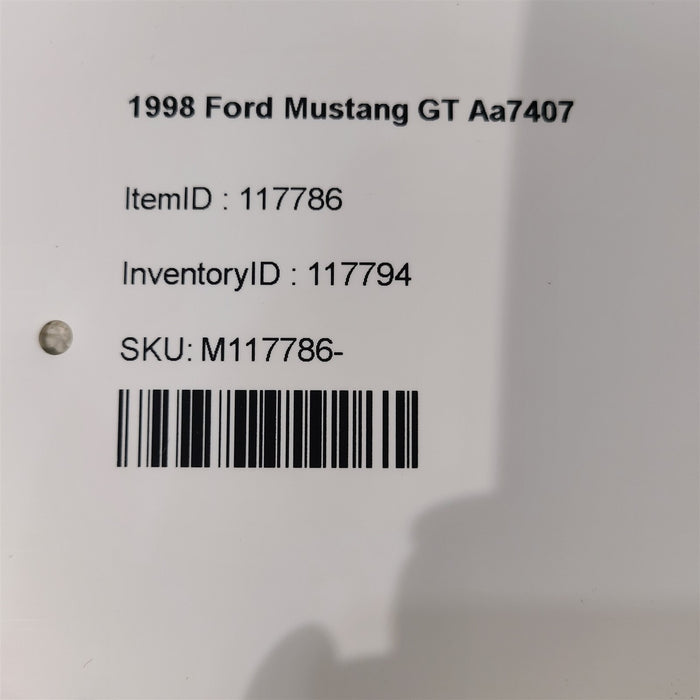 1998 Ford Mustang GT Aa7407
ItemID : 117786
InventoryID : 117794
SKU: M117786-